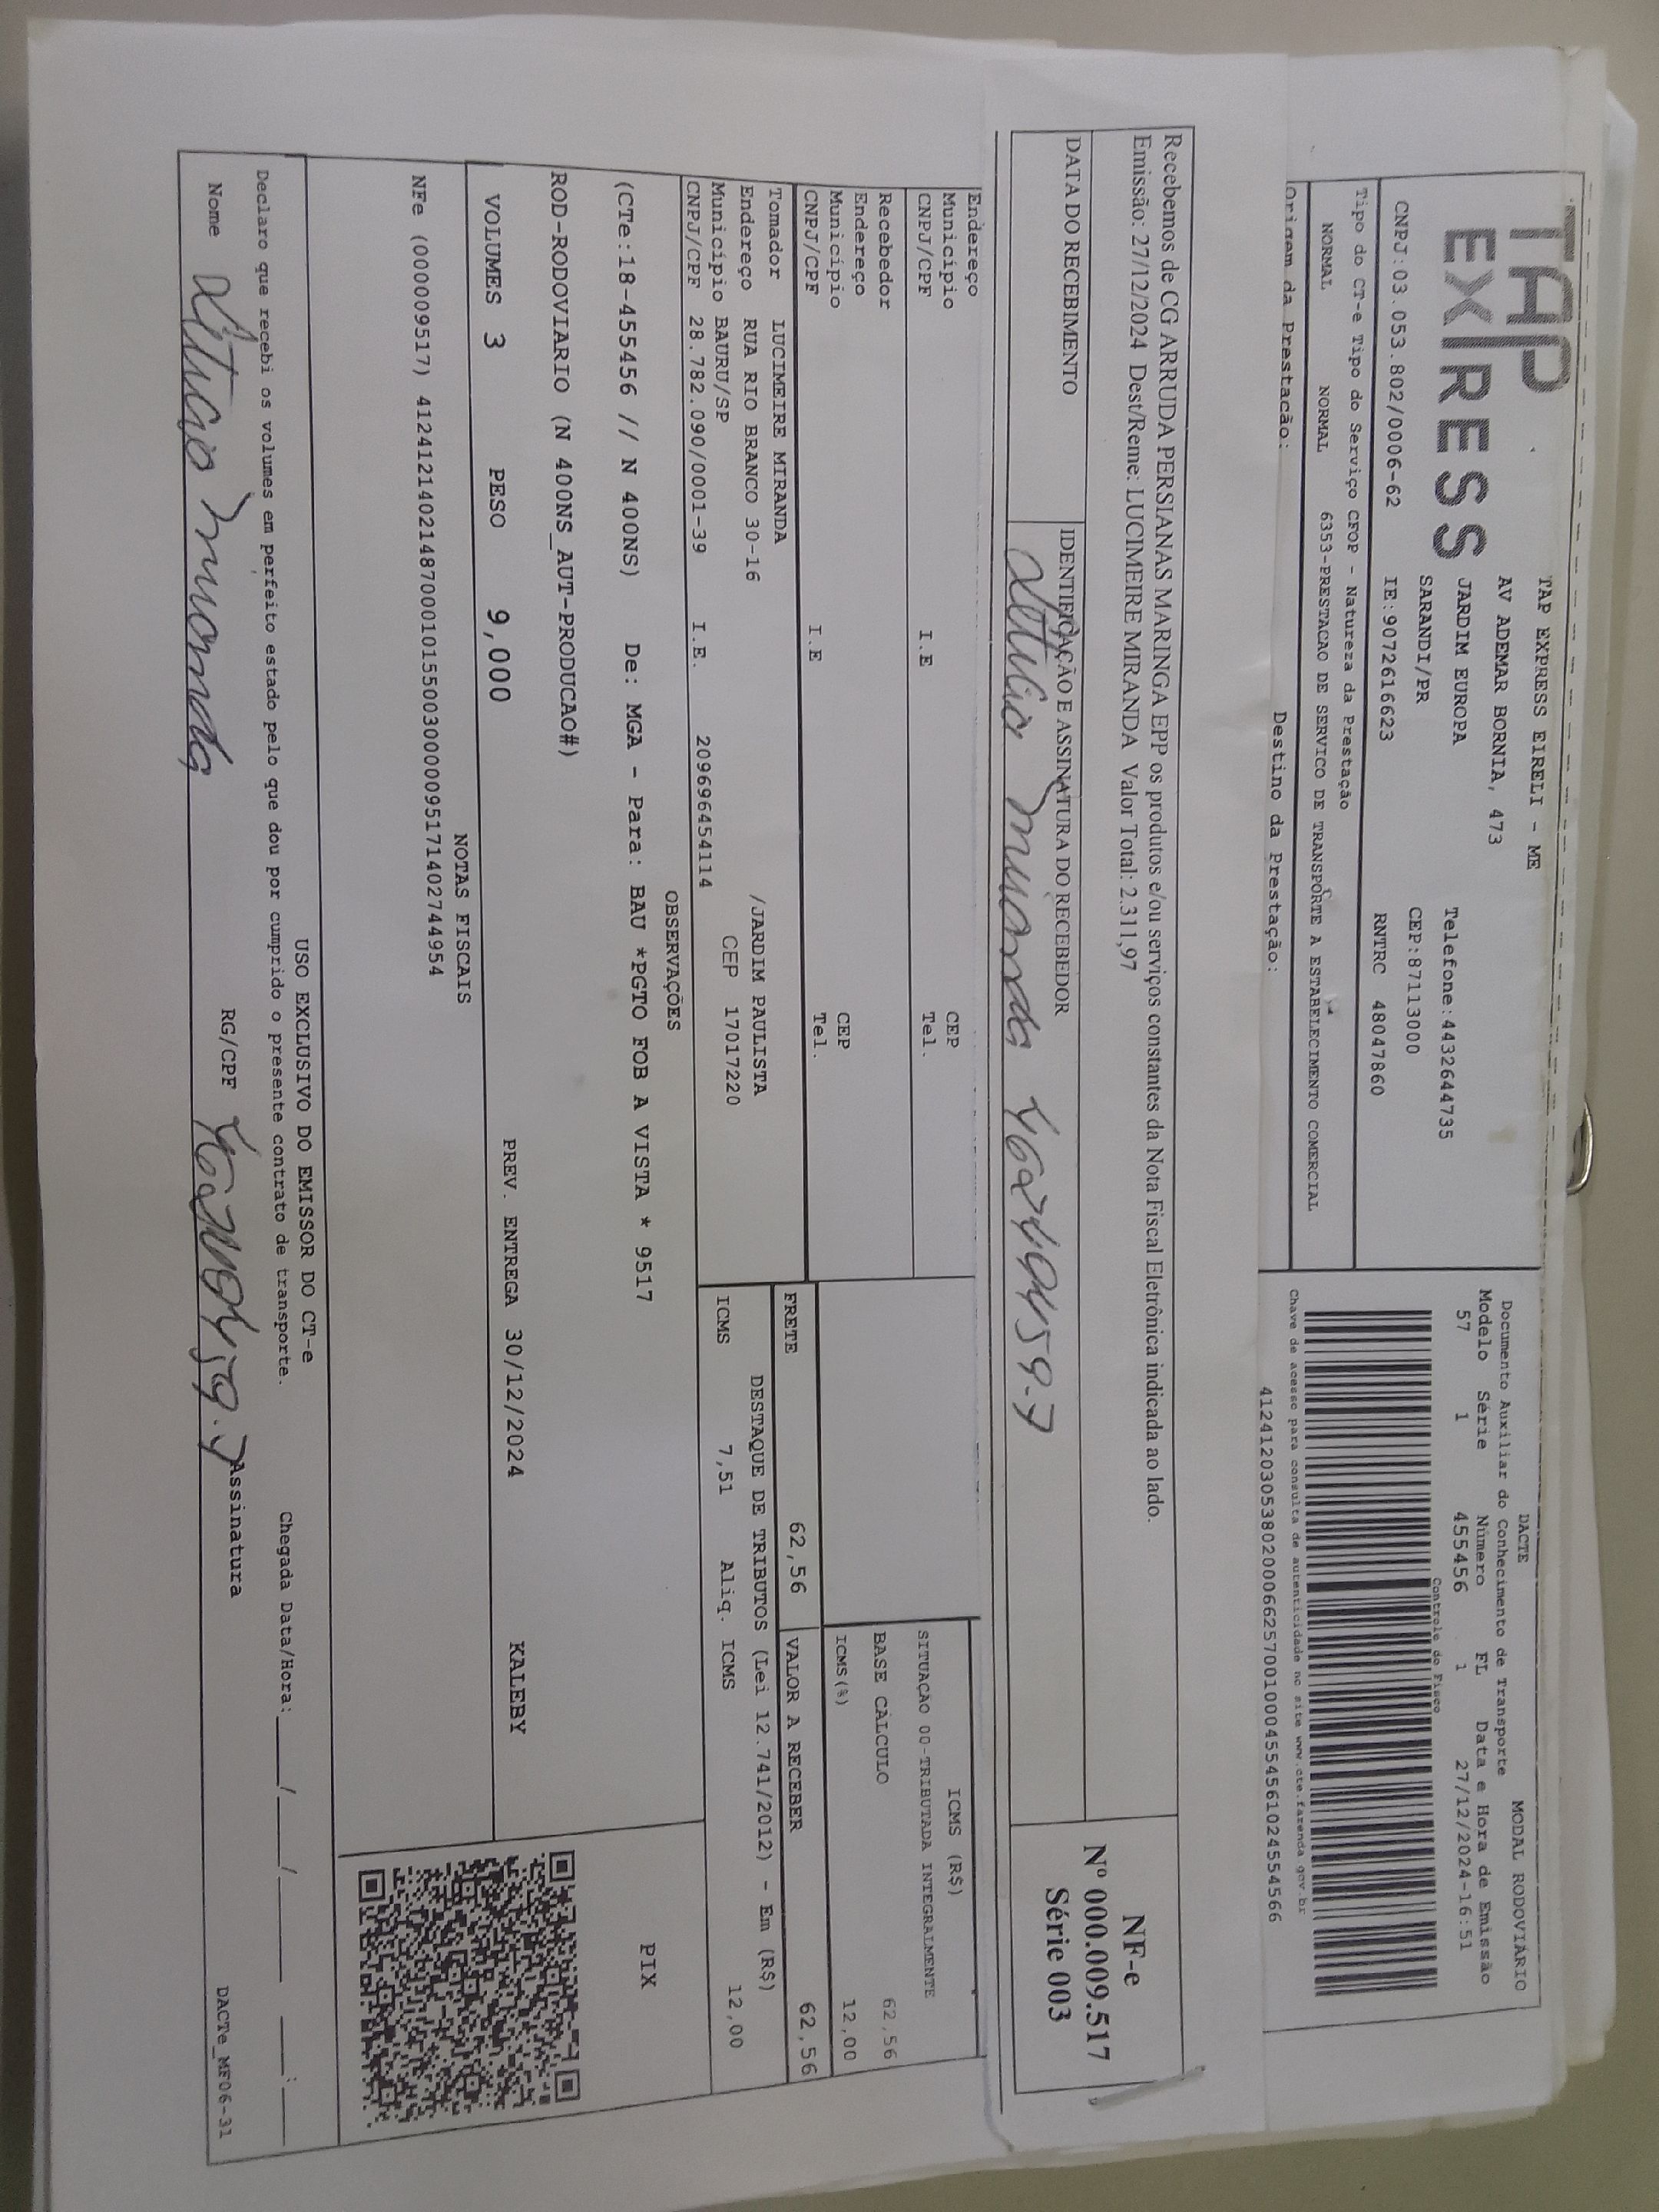 TAP
EXPRESS
TAP EXPRESS EIRELI - ME
AV ADEMAR BORNIA, 473
JARDIM EUROPA
Telefone:4432644735
SARANDI/PR
CEP:87113000
CNPJ:03.053.802/0006-62
IE:9072616623
RNTRC 48047860
Tipo do CT-e Tipo do Serviço CFOP - Natureza da Prestação
NORMAL NORMAL 6353-PRESTACAO DE SERVICO DE TRANSPORTE A ESTABELECIMENTO COMERCIAL
Origem da Prestação: Destino da Prestação:
DACTE MODAL RODOVIÁRIO
Documento Auxiliar do Conhecimento de Transporte
Modelo Série Número FL Data e Hora de Emissão
57 1 455456 1 27/12/2024-16:51
Controle do Fisco
Chave de acesso para consulta de autenticidade no site www.cte.fazenda.gov.br
41241203053802000662570010004554561024554566
Recebemos de CG ARRUDA PERSIANAS MARINGA EPP os produtos e/ou serviços constantes da Nota Fiscal Eletrônica indicada ao lado.
Emissão: 27/12/2024 Dest/Reme: LUCIMEIRE MIRANDA Valor Total: 2.311,97
DATA DO RECEBIMENTO
IDENTIFICAÇÃO E ASSINATURA DO RECEBEDOR
NF-e
Nº 000.009.517
Série 003
Endereço
Município CEP
CNPJ/CPF I.E Tel.
Recebedor
Endereço
Município CEP
CNPJ/CPF I.E Tel.
Tomador LUCIMEIRE MIRANDA
Endereço RUA RIO BRANCO 30-16 /JARDIM PAULISTA
Município BAURU/SP CEP 17017220
CNPJ/CPF 28.782.090/0001-39 I.E. 209696454114
ICMS (R$)
SITUAÇÃO 00-TRIBUTADA INTEGRALMENTE
BASE CÁLCULO 62,56
ICMS(%) 12,00
FRETE 62,56 VALOR A RECEBER 62,56
DESTAQUE DE TRIBUTOS (Lei 12.741/2012) - Em (R$)
ICMS 7,51 Aliq. ICMS 12,00
OBSERVAÇÕES
(CTe:18-455456 // N 400NS) De: MGA - Para: BAU *PGTO FOB A VISTA * 9517
PIX
ROD-RODOVIARIO (N 400NS_AUT-PRODUCAO#)
VOLUMES 3 PESO 9,000 PREV. ENTREGA 30/12/2024 KALEBY
NOTAS FISCAIS
NFe (000009517) 41241214021487000101550030000095171402744954
USO EXCLUSIVO DO EMISSOR DO CT-e
Declaro que recebi os volumes em perfeito estado pelo que dou por cumprido o presente contrato de transporte. Chegada Data/Hora:____/____/______ ____:____
Nome RG/CPF Assinatura
DACTe_MF06-31